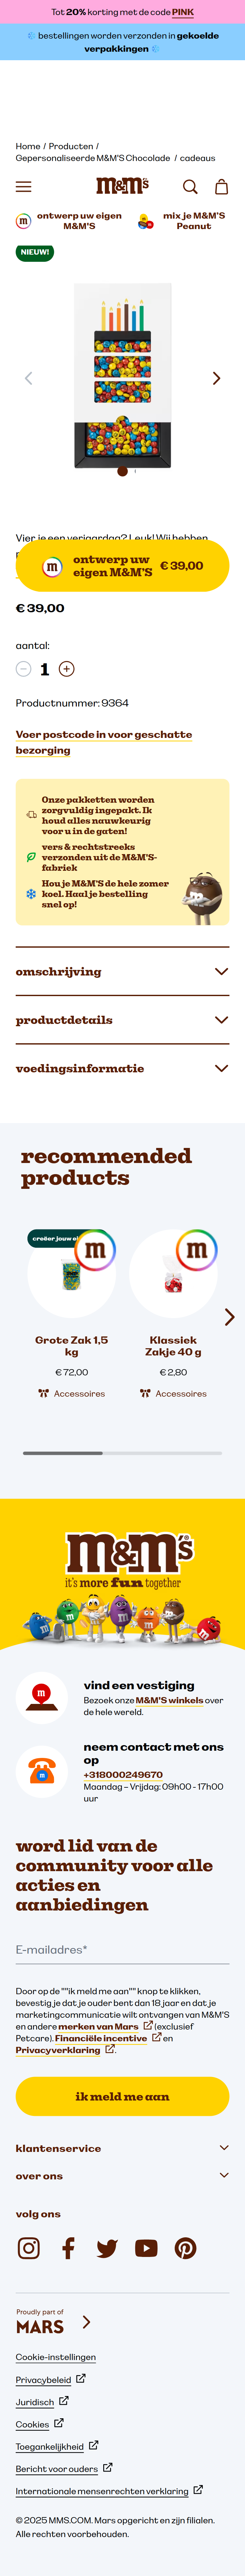 Tot 20% korting met de code PINK
bestellingen worden verzonden in gekoelde
verpakkingen
Home / Producten /
Gepersonaliseerde M&M'S Chocolade / cadeaus
m&m's
ontwerp uw eigen
M&M'S
mix je M&M'S
Peanut
NIEUW!
Vier je een verjaardag? Leuk! Wij hebben
ontwerp uw
eigen M&M'S
€ 39,00
€ 39,00
aantal:
1
Productnummer: 9364
Voer postcode in voor geschatte
bezorging
Onze pakketten worden
zorgvuldig ingepakt. Ik
houd alles nauwkeurig
voor u in de gaten!
vers & rechtstreeks
verzonden uit de M&M'S-
fabriek
Hou je M&M'S de hele zomer
koel. Haal je bestelling
snel op!
omschrijving
productdetails
voedingsinformatie
recommended
products
creëer jouw ei
m
m
Grote Zak 1,5
kg
€ 72,00
Accessoires
Klassiek
Zakje 40 g
€ 2,80
Accessoires
m&m's
it's more fun together
vind een vestiging
Bezoek onze M&M'S winkels over
de hele wereld.
neem contact met ons
op
+318000249670
Maandag – Vrijdag: 09h00 - 17h00
uur
word lid van de
community voor alle
acties en
aanbiedingen
E-mailadres*
Door op de ""ik meld me aan"" knop te klikken,
bevestig je dat je ouder bent dan 18 jaar en dat je
marketingcommunicatie wilt ontvangen van M&M'S
en andere merken van Mars (exclusief
Petcare). Financiële incentive en
Privacyverklaring.
ik meld me aan
klantenservice
over ons
volg ons
Proudly part of
MARS
Cookie-instellingen
Privacybeleid
Juridisch
Cookies
Toegankelijkheid
Bericht voor ouders
Internationale mensenrechten verklaring
© 2025 MMS.COM. Mars opgericht en zijn filialen.
Alle rechten voorbehouden.